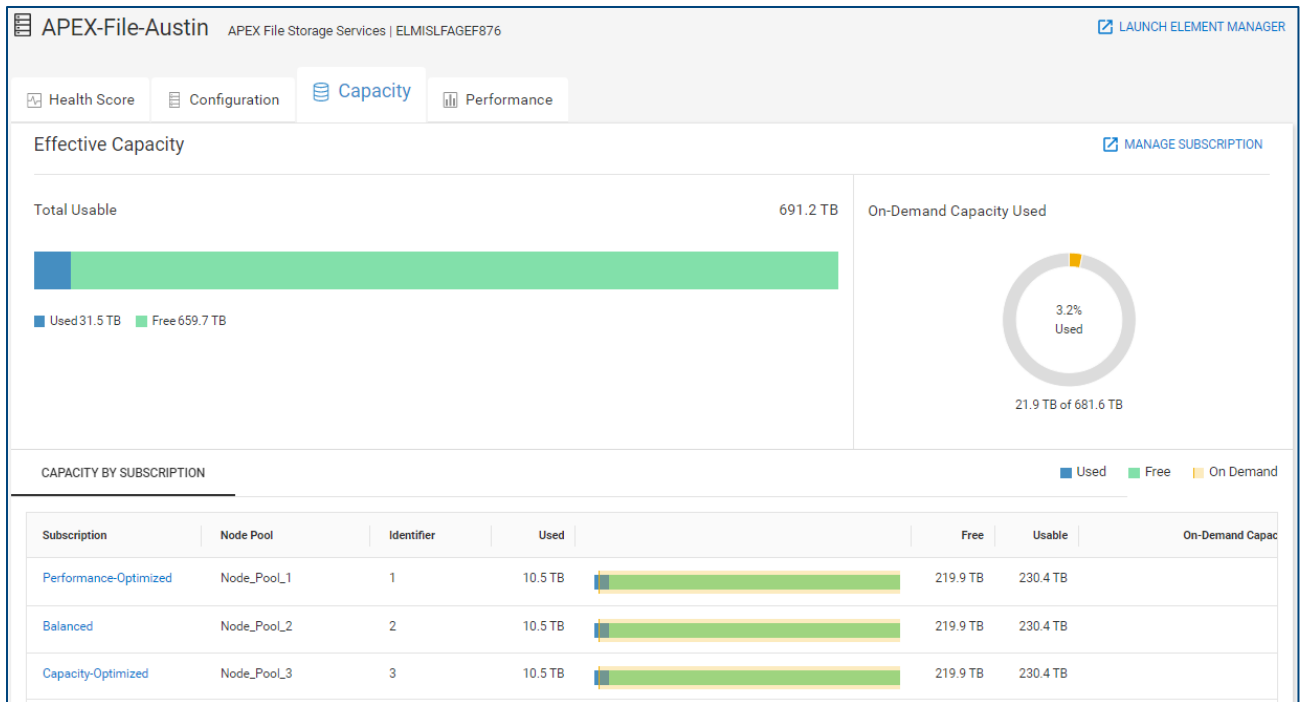 APEX-File-Austin APEX File Storage Services | ELMISLFAGEF876 LAUNCH ELEMENT MANAGER
Health Score Configuration Capacity Performance
Effective Capacity MANAGE SUBSCRIPTION
Total Usable 691.2 TB On-Demand Capacity Used
Used 31.5 TB Free 659.7 TB
3.2%
Used
21.9 TB of 681.6 TB
CAPACITY BY SUBSCRIPTION Used Free On Demand
Subscription Node Pool Identifier Used Free Usable On-Demand Capac
Performance-Optimized Node_Pool_1 1 10.5 TB 219.9 TB 230.4 TB
Balanced Node_Pool_2 2 10.5 TB 219.9 TB 230.4 TB
Capacity-Optimized Node_Pool_3 3 10.5 TB 219.9 TB 230.4 TB